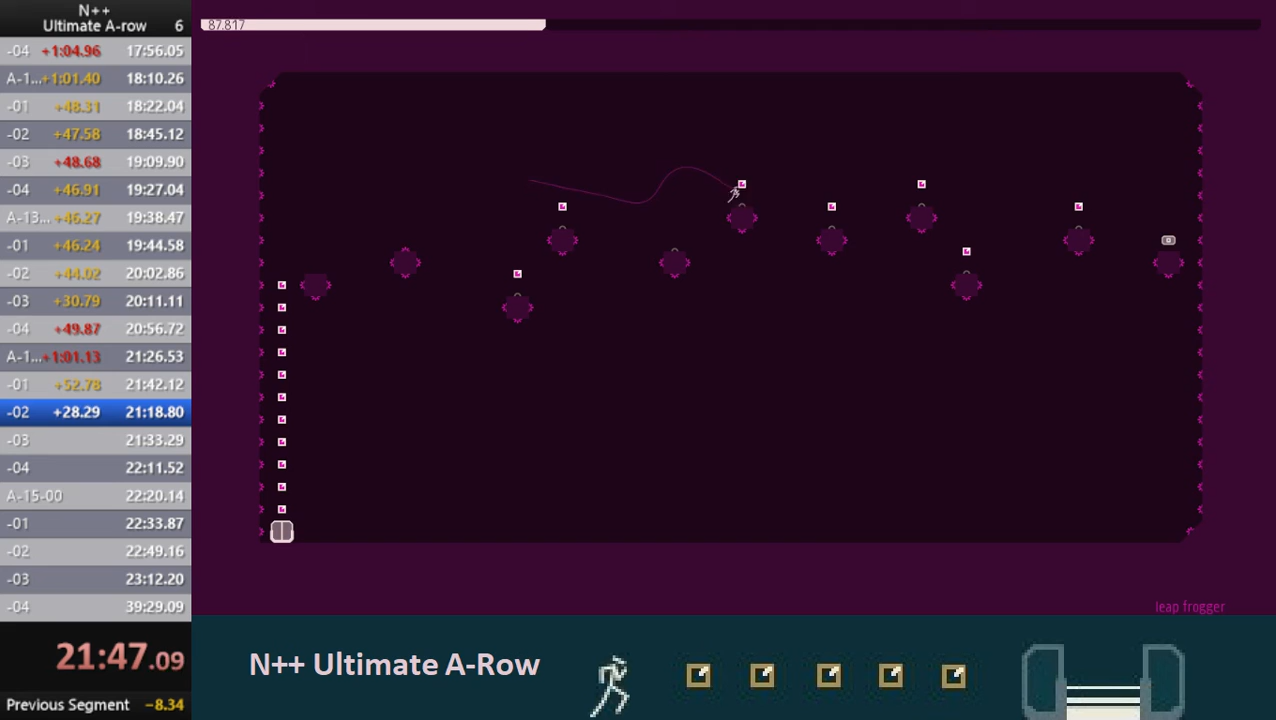 N++
Ultimate A-row 6
-04 +1:04.96 17:56.05
A-1... +1:01.40 18:10.26
-01 +48.31 18:22.04
-02 +47.58 18:45.12
-03 +48.68 19:09.90
-04 +46.91 19:27.04
A-13... +46.27 19:38.47
-01 +46.24 19:44.58
-02 +44.02 20:02.86
-03 +30.79 20:11.11
-04 +49.87 20:56.72
A-1... +1:01.13 21:26.53
-01 +52.78 21:42.12
-02 +28.29 21:18.80
-03 21:33.29
-04 22:11.52
A-15-00 22:20.14
-01 22:33.87
-02 22:49.16
-03 23:12.20
-04 39:29.09
21:47.09
Previous Segment −8.34
87.817
leap frogger
N++ Ultimate A-Row